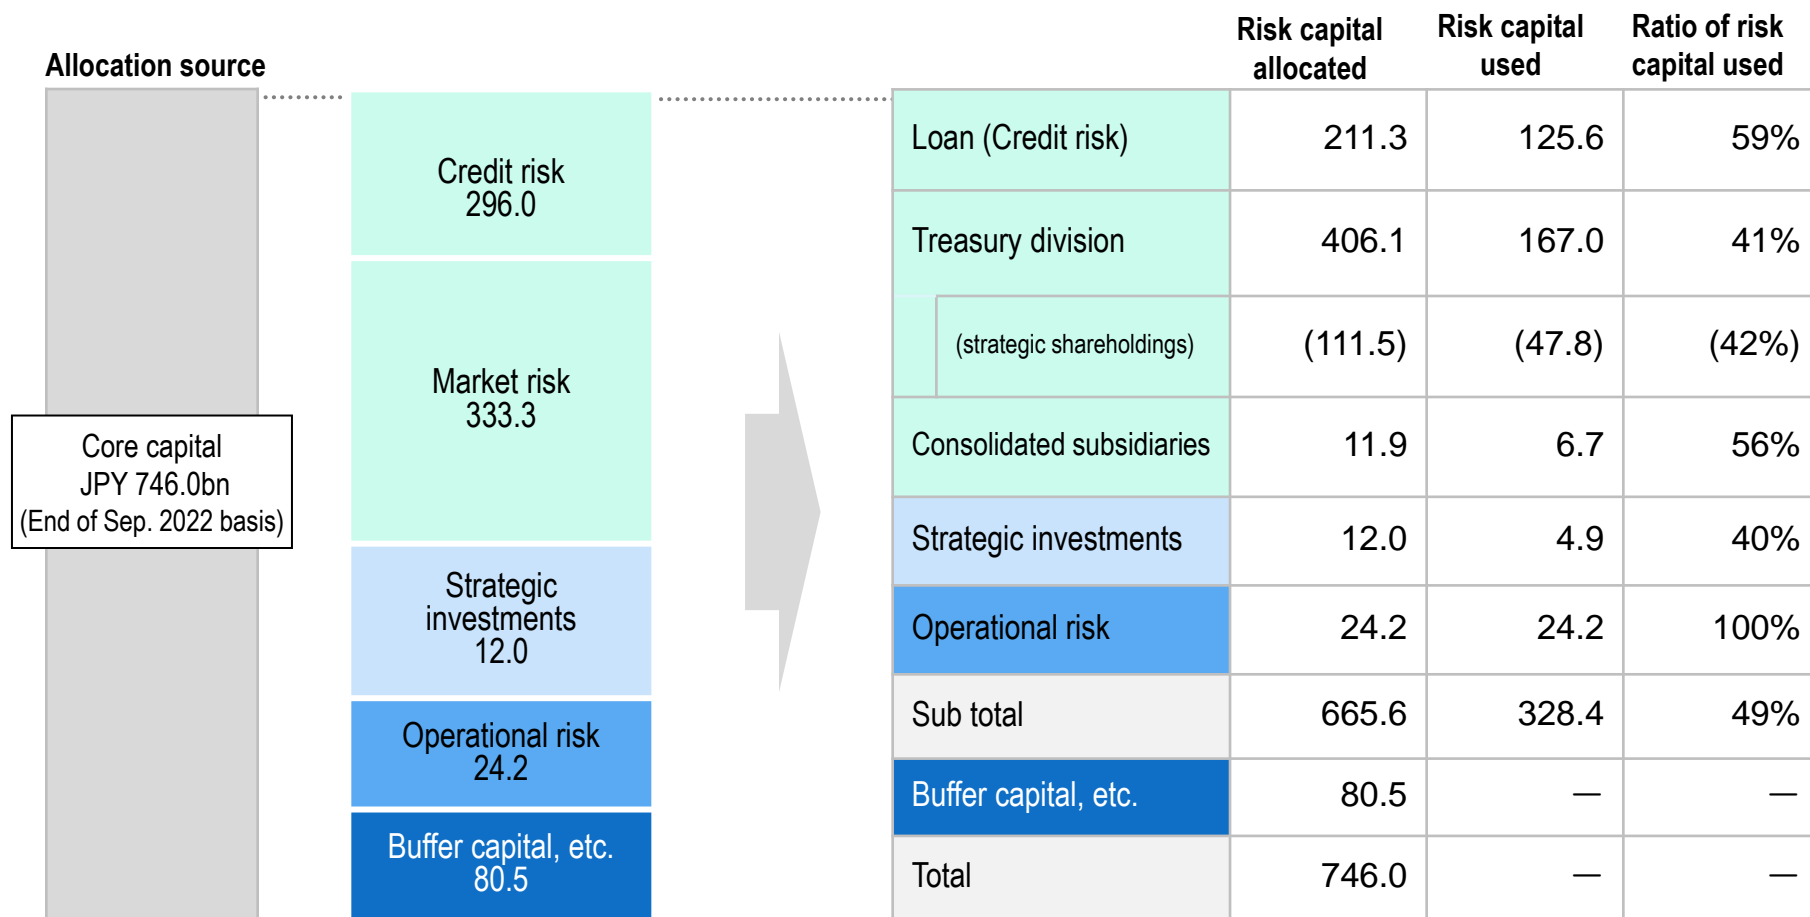 Allocation source
Core capital
JPY 746.0bn
(End of Sep. 2022 basis)
Credit risk
296.0
Market risk
333.3
Strategic
investments
12.0
Operational risk
24.2
Buffer capital, etc.
80.5
Risk capital
allocated
Risk capital
used
Ratio of risk
capital used
Loan (Credit risk) 211.3 125.6 59%
Treasury division 406.1 167.0 41%
(strategic shareholdings) (111.5) (47.8) (42%)
Consolidated subsidiaries 11.9 6.7 56%
Strategic investments 12.0 4.9 40%
Operational risk 24.2 24.2 100%
Sub total 665.6 328.4 49%
Buffer capital, etc. 80.5 — —
Total 746.0 — —